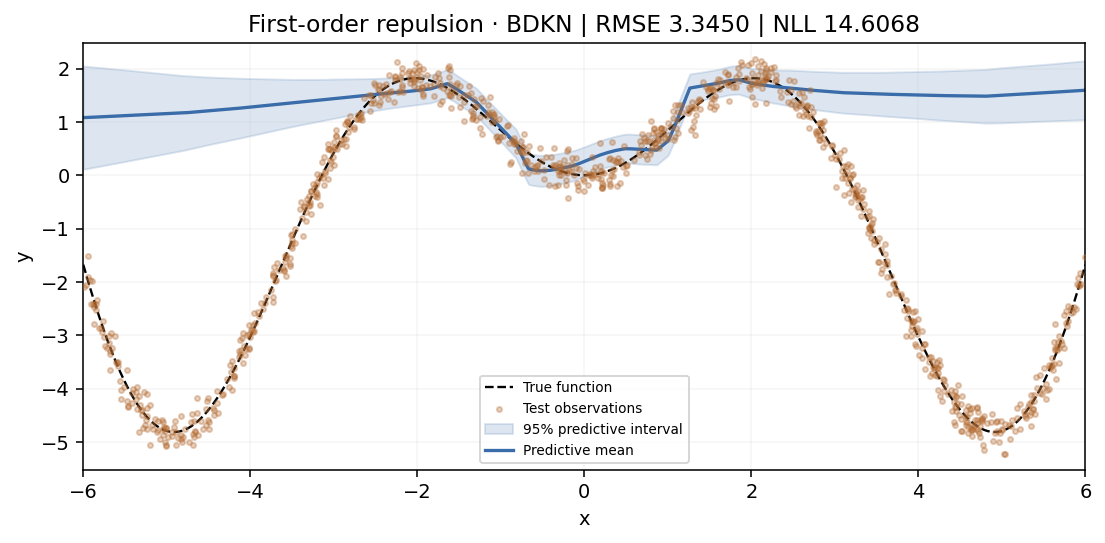 First-order repulsion · BDKN | RMSE 3.3450 | NLL 14.6068
2
1
0
−1
−2
−3
−4
−5
y
True function
Test observations
95% predictive interval
Predictive mean
−6 −4 −2 0 2 4 6
x